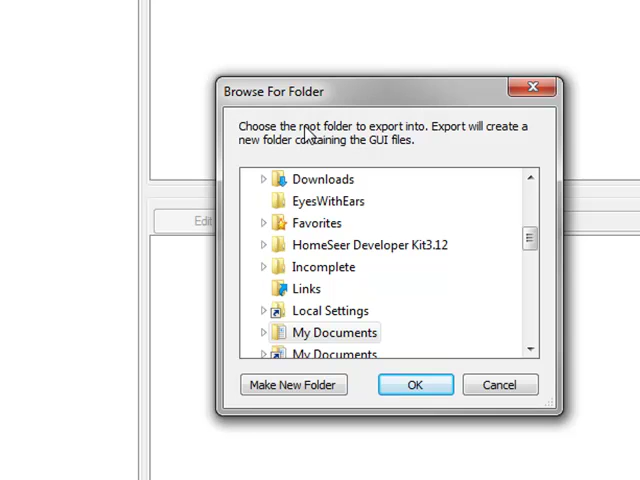 Browse For Folder
Choose the root folder to export into. Export will create a
new folder containing the GUI files.
Downloads
EyesWithEars
Favorites
HomeSeer Developer Kit3.12
Incomplete
Links
Local Settings
My Documents
My Documents
Edit
Make New Folder
OK
Cancel